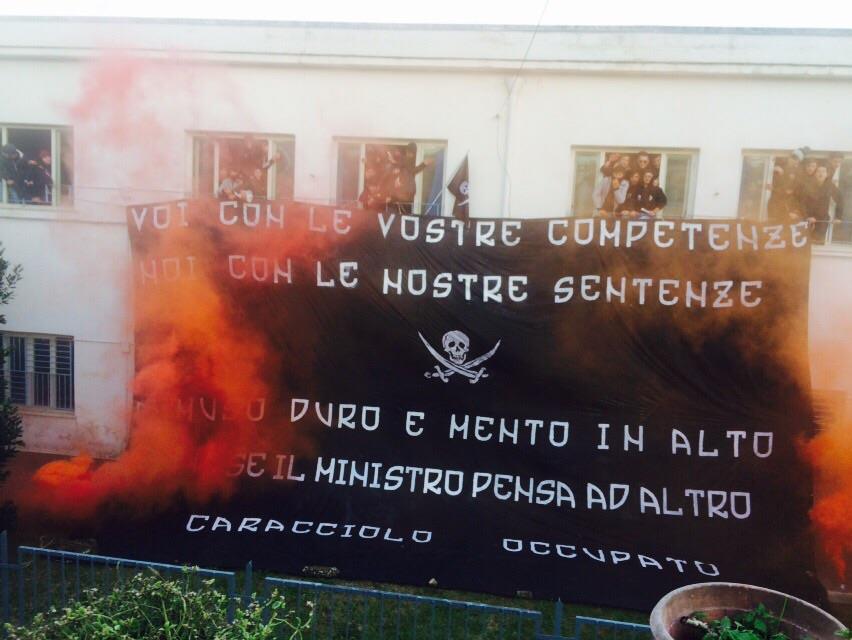 VOI CON LE VOSTRE COMPETENZE
NOI CON LE NOSTRE SENTENZE
MUSO DURO E MENTO IN ALTO
SE IL MINISTRO PENSA AD ALTRO
CARACCIOLO OCCUPATO